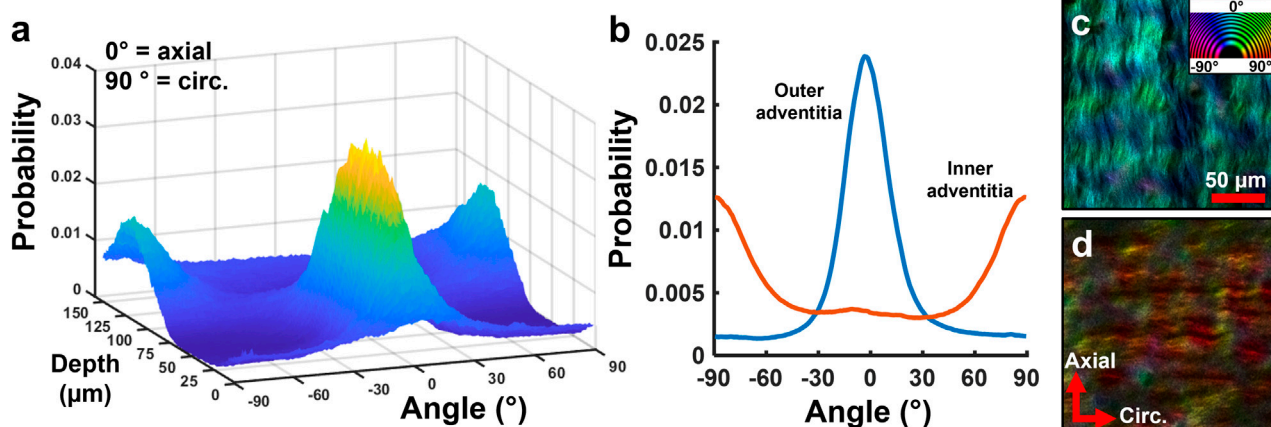 a
0° = axial
90 ° = circ.
Probability
0.04
0.03
0.02
0.01
0
150
125
100
75
50
25
0
Depth
(µm)
-90
-60
-30
0
30
60
90
Angle (°)
b
Probability
0.025
0.02
0.015
0.01
0.005
0
Outer
adventitia
Inner
adventitia
-90
-60
-30
0
30
60
90
Angle (°)
c
0°
-90°
90°
50 µm
d
Axial
Circ.